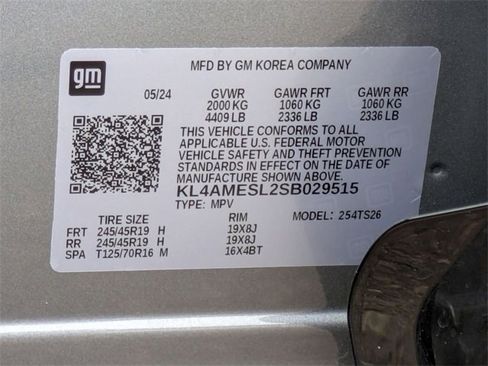 gm
MFD BY GM KOREA COMPANY
05/24 GVWR GAWR FRT GAWR RR
2000 KG 1060 KG 1060 KG
4409 LB 2336 LB 2336 LB
THIS VEHICLE CONFORMS TO ALL
APPLICABLE U.S. FEDERAL MOTOR
VEHICLE SAFETY AND THEFT PREVENTION
STANDARDS IN EFFECT ON THE DATE OF
MANUFACTURE SHOWN ABOVE.
KL4AMESL2SB029515
TYPE: MPV MODEL: 254TS26
TIRE SIZE RIM
FRT 245/45R19 H 19X8J
RR 245/45R19 H 19X8J
SPA T125/70R16 M 16X4BT